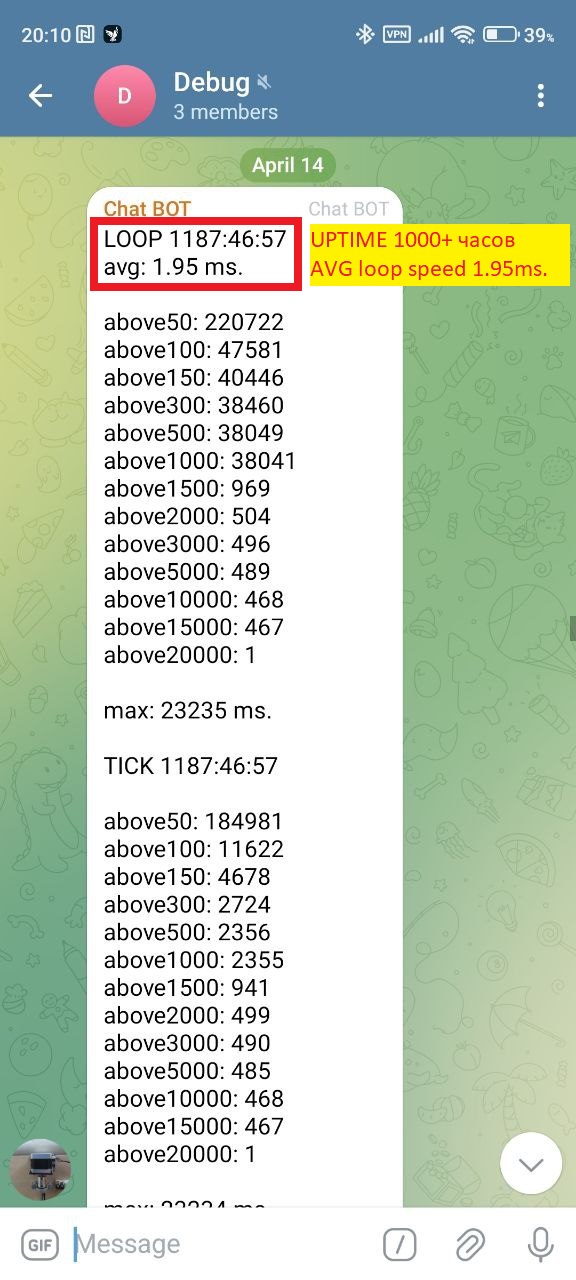 20:10 VPN 39%
D
Debug
3 members
April 14
Chat BOT Chat BOT
LOOP 1187:46:57 UPTIME 1000+ часов
avg: 1.95 ms. AVG loop speed 1.95ms.
above50: 220722
above100: 47581
above150: 40446
above300: 38460
above500: 38049
above1000: 38041
above1500: 969
above2000: 504
above3000: 496
above5000: 489
above10000: 468
above15000: 467
above20000: 1
max: 23235 ms.
TICK 1187:46:57
above50: 184981
above100: 11622
above150: 4678
above300: 2724
above500: 2356
above1000: 2355
above1500: 941
above2000: 499
above3000: 490
above5000: 485
above10000: 468
above15000: 467
above20000: 1
GIF Message